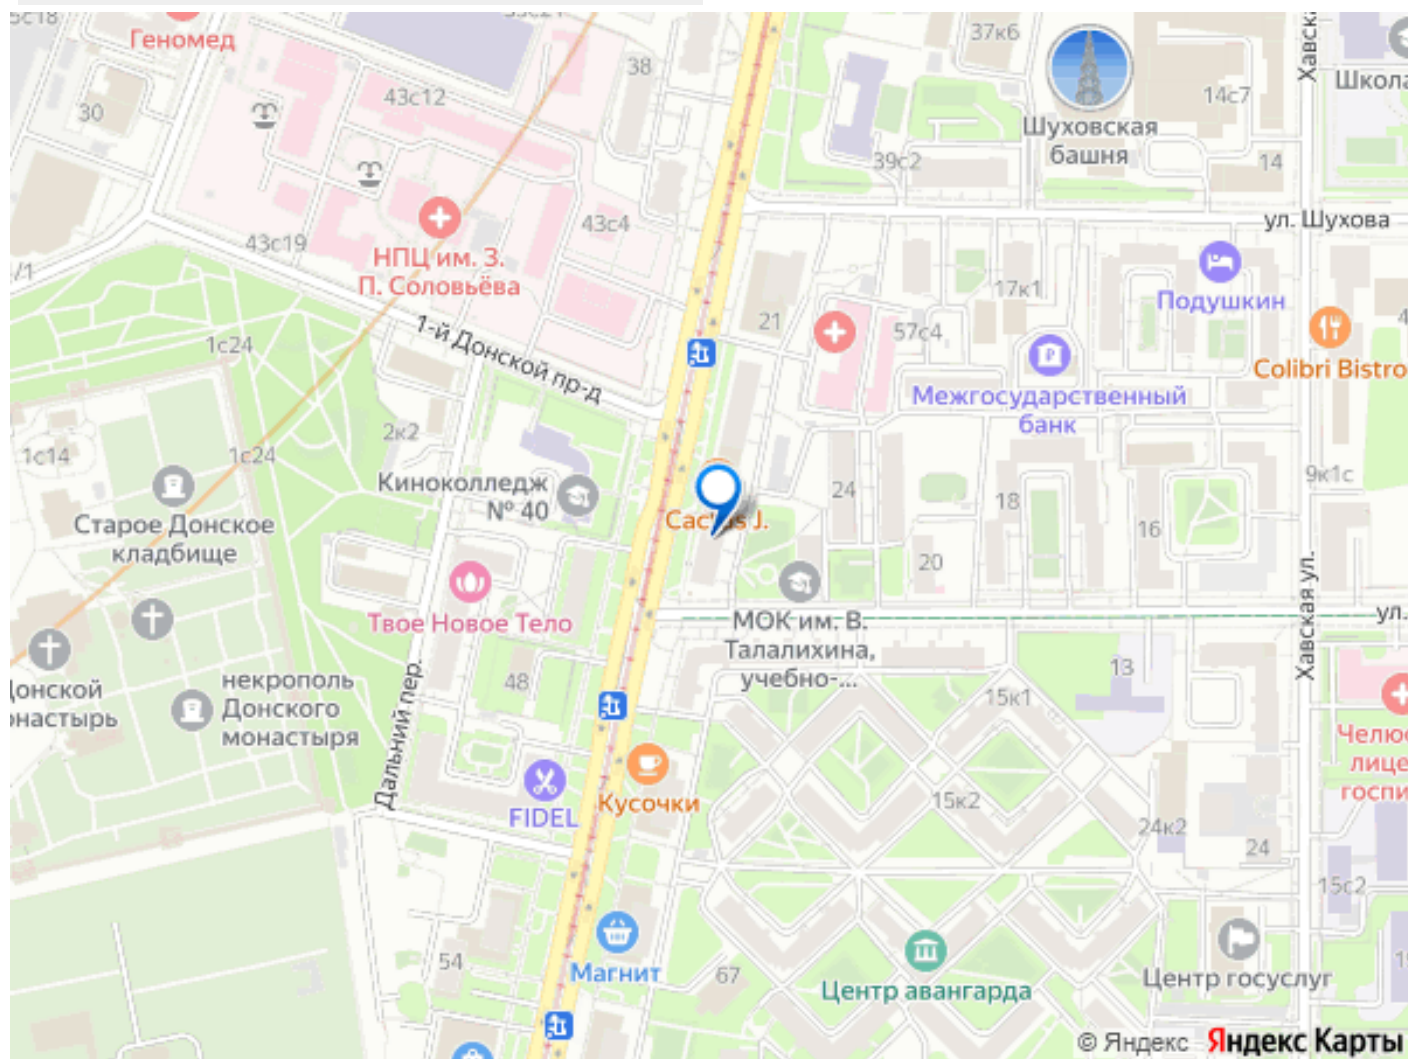 Геномед
37к6
38
43с12
30
14с7
Школа
Шуховская
башня
39с2
14
ул. Шухова
43с4
43с19
НПЦ им. З.
П. Соловьёва
17к1
Подушкин
21
57с4
1-й Донской пр-д
1с24
Colibri Bistro
Межгосударственный
банк
2к2
1с24
1с14
9к1с
Киноколледж
№ 40
24
18
16
Старое Донское
кладбище
Cactus J.
20
Твое Новое Тело
МОК им. В.
Талалихина,
учебно-...
ул.
Хавская ул.
13
15к1
48
некрополь
Донского
монастыря
Дальний пер.
FIDEL
Кусочки
15к2
24к2
24
15с2
54
Магнит
67
Центр авангарда
Центр госуслуг
© Яндекс Яндекс Карты